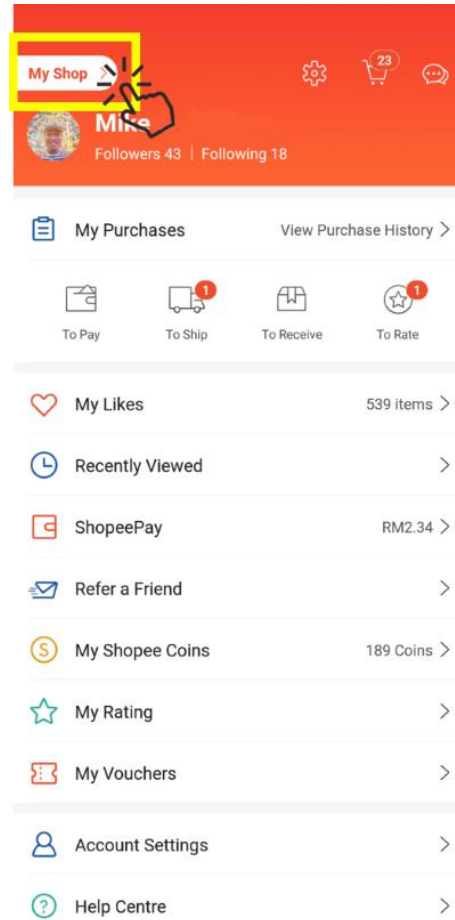 My Shop
23
Mike
Followers 43 | Following 18
My Purchases View Purchase History
1 1
To Pay To Ship To Receive To Rate
My Likes 539 items
Recently Viewed
ShopeePay RM2.34
Refer a Friend
S My Shopee Coins 189 Coins
My Rating
My Vouchers
Account Settings
? Help Centre